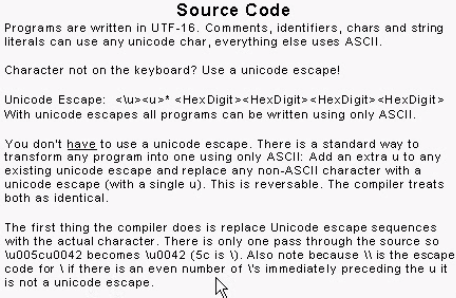 Source Code
Programs are written in UTF-16. Comments, identifiers, chars and string
literals can use any unicode char, everything else uses ASCII.
Character not on the keyboard? Use a unicode escape!
Unicode Escape: <\u><u>* <HexDigit><HexDigit><HexDigit><HexDigit>
With unicode escapes all programs can be written using only ASCII.
You don't have to use a unicode escape. There is a standard way to
transform any program into one using only ASCII: Add an extra u to any
existing unicode escape and replace any non-ASCII character with a
unicode escape (with a single u). This is reversable. The compiler treats
both as identical.
The first thing the compiler does is replace Unicode escape sequences
with the actual character. There is only one pass through the source so
\u005cu0042 becomes \u0042 (5c is \). Also note because \\ is the escape
code for \ if there is an even number of \'s immediately preceding the u it
is not a unicode escape.